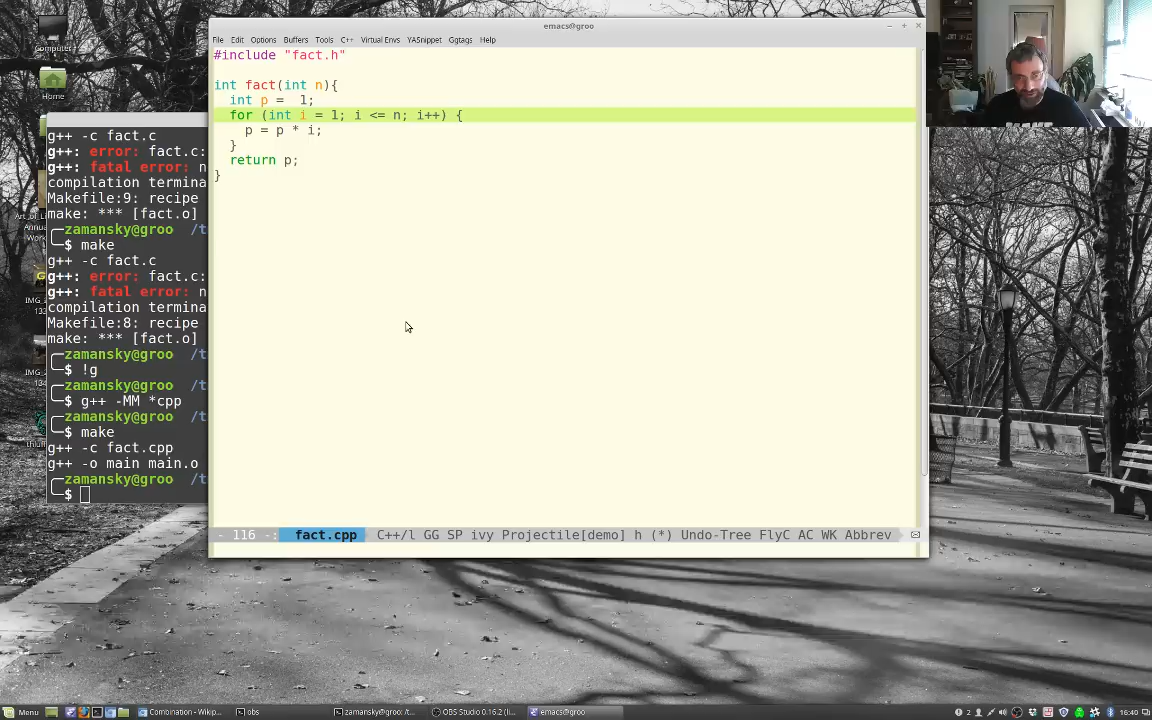 emacs@groo
Computer
File Edit Options Buffers Tools C++ Virtual Envs YASnippet Ggtags Help
#include "fact.h"
int fact(int n){
int p =  1;
for (int i = 1; i <= n; i++) {
p = p * i;
}
return p;
}
Home
g++ -c fact.c
g++: error: fact.c:
g++: fatal error: n
compilation termina
Makefile:9: recipe
make: *** [fact.o]
zamansky@groo /t
$ make
g++ -c fact.c
g++: error: fact.c:
g++: fatal error: n
compilation termina
Makefile:8: recipe
make: *** [fact.o]
zamansky@groo /t
$ !g
zamansky@groo /t
$ g++ -MM *cpp
zamansky@groo /t
$ make
g++ -c fact.cpp
g++ -o main main.o
zamansky@groo /t
$
- 116 -: fact.cpp C++/l GG SP ivy Projectile[demo] h (*) Undo-Tree FlyC AC WK Abbrev
Menu Combination - Wikip... obs zamansky@groo: /t... OBS Studio 0.16.2 (li... emacs@groo 2 16:40